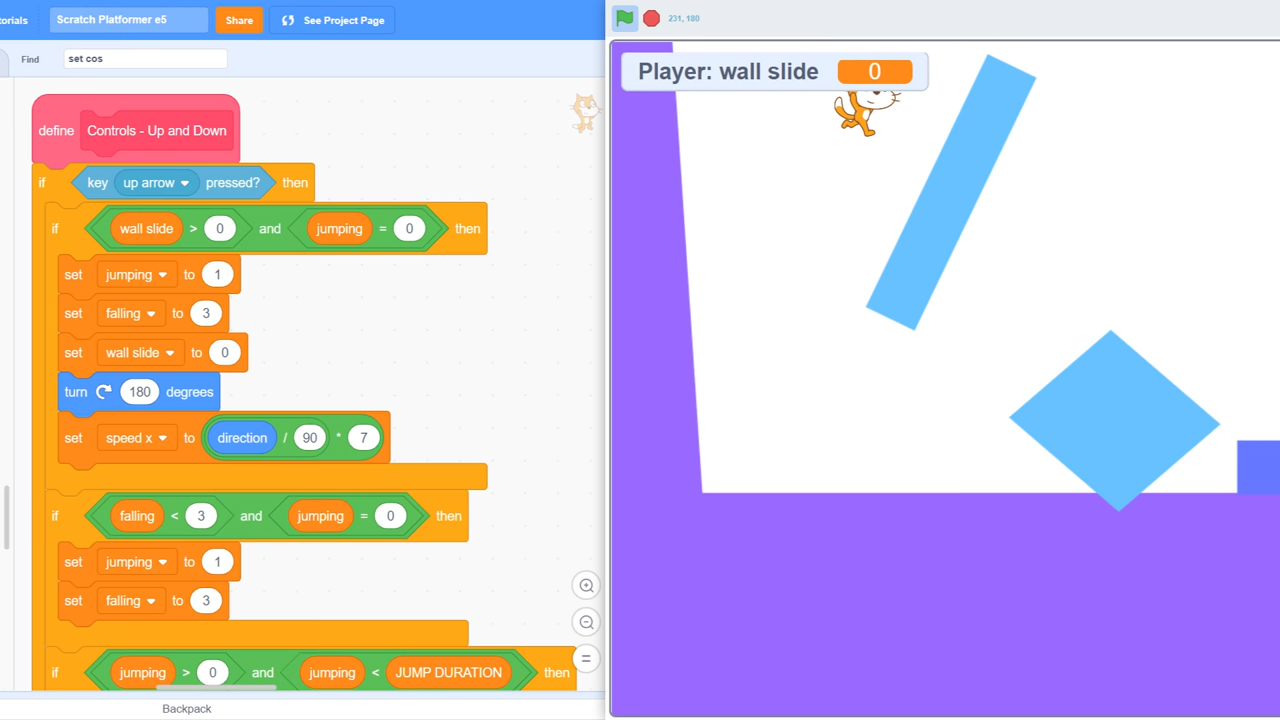 orials Scratch Platformer e5 Share See Project Page
231, 180
Find set cos
Player: wall slide 0
define Controls - Up and Down
if key up arrow pressed? then
if wall slide > 0 and jumping = 0 then
set jumping to 1
set falling to 3
set wall slide to 0
turn 180 degrees
set speed x to direction / 90 * 7
if falling < 3 and jumping = 0 then
set jumping to 1
set falling to 3
if jumping > 0 and jumping < JUMP DURATION then
Backpack